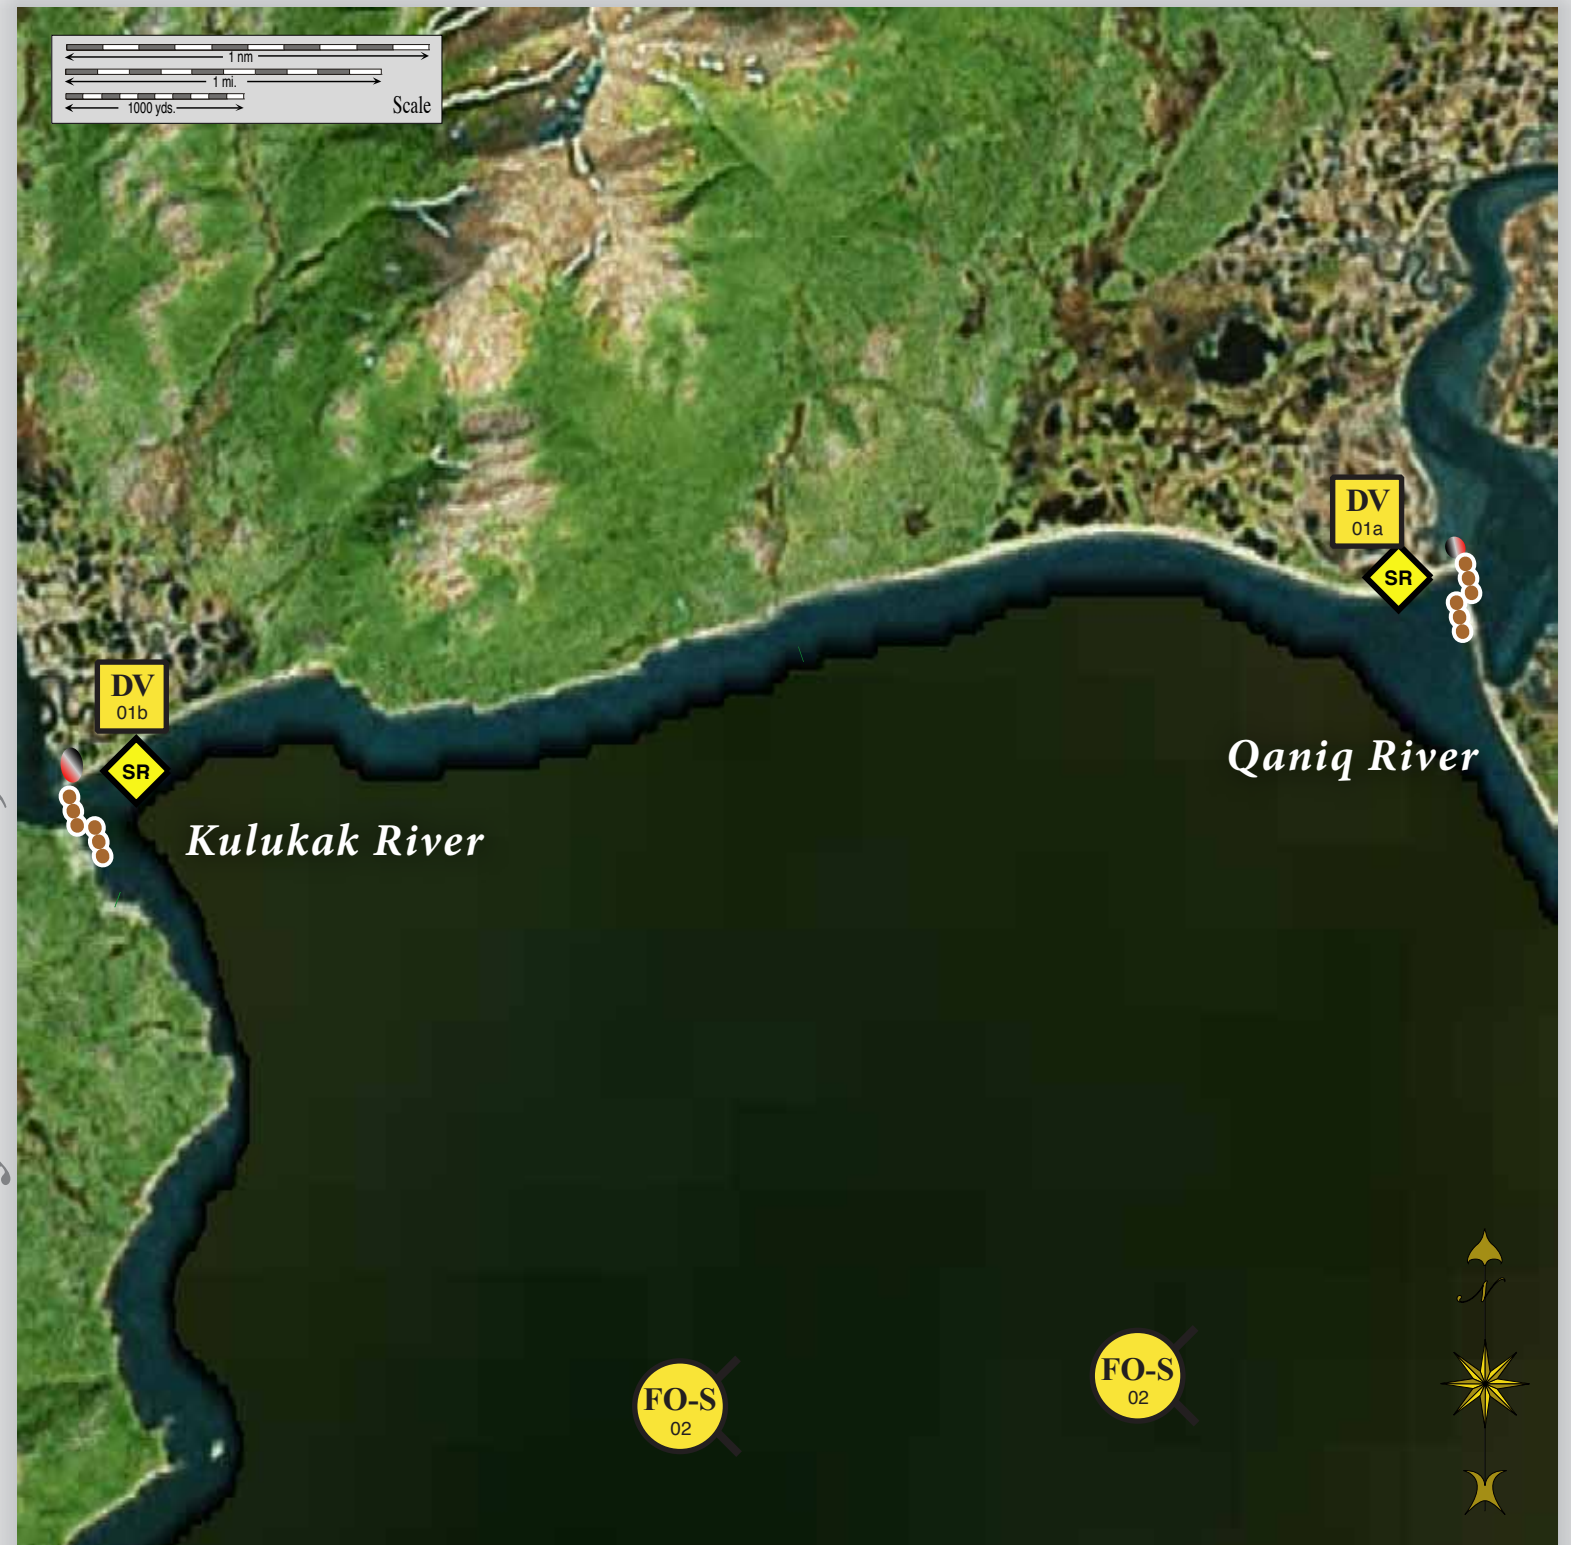 1 nm
1 mi.
1000 yds.
Scale
DV
01a
SR
DV
01b
SR
Qaniq River
Kulukak River
N
FO-S
02
FO-S
02